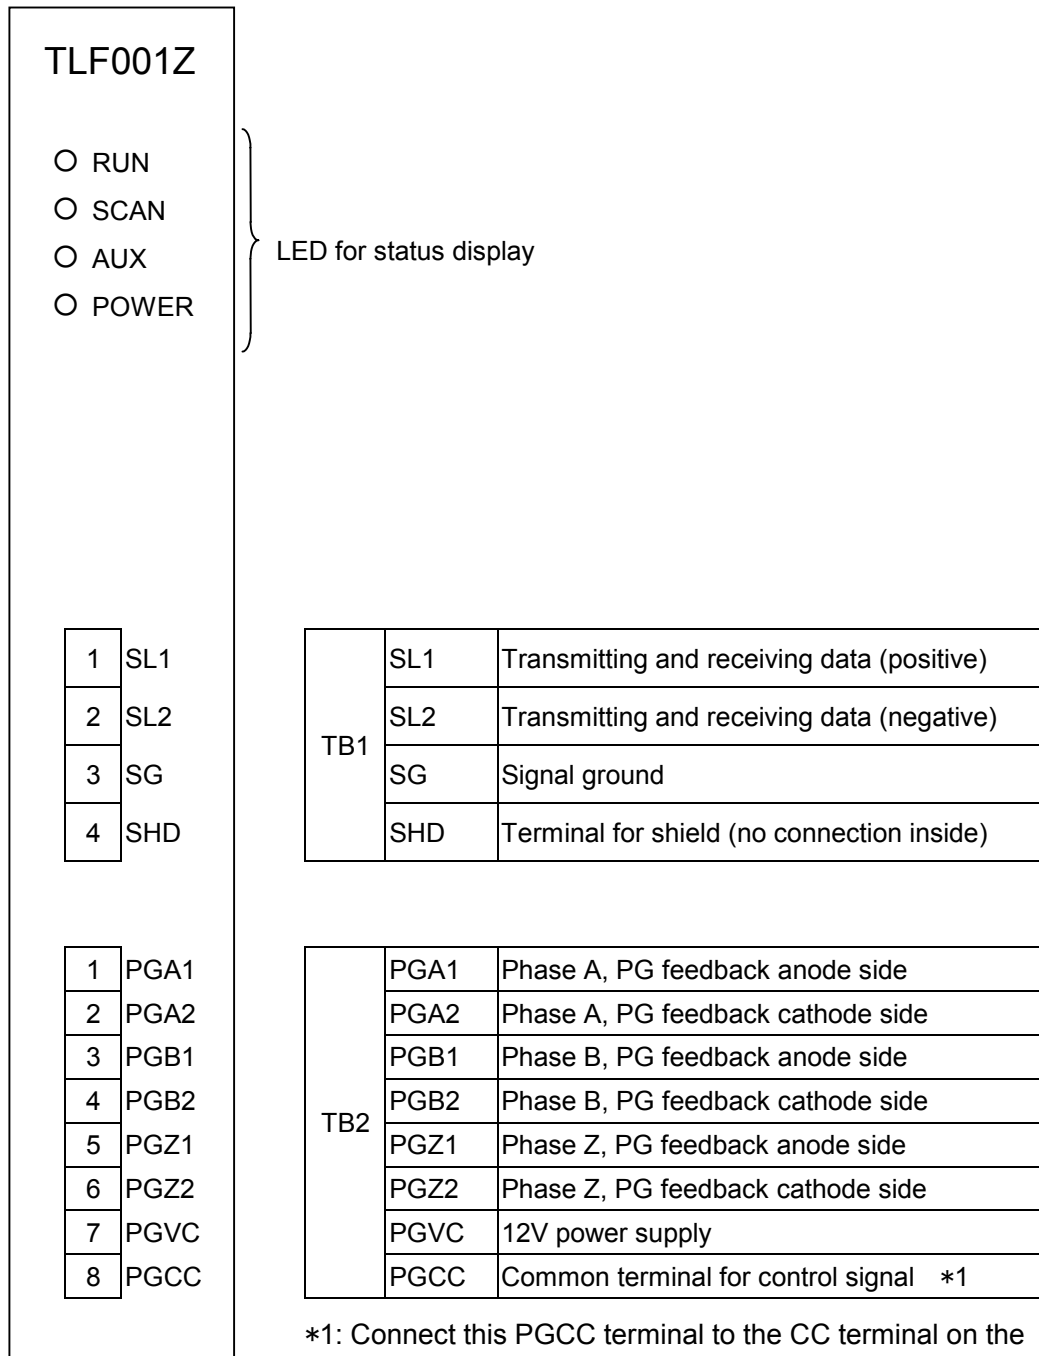 TLF001Z
RUN
SCAN
AUX
POWER
LED for status display
1 SL1
2 SL2
3 SG
4 SHD
TB1
SL1 Transmitting and receiving data (positive)
SL2 Transmitting and receiving data (negative)
SG Signal ground
SHD Terminal for shield (no connection inside)
1 PGA1
2 PGA2
3 PGB1
4 PGB2
5 PGZ1
6 PGZ2
7 PGVC
8 PGCC
TB2
PGA1 Phase A, PG feedback anode side
PGA2 Phase A, PG feedback cathode side
PGB1 Phase B, PG feedback anode side
PGB2 Phase B, PG feedback cathode side
PGZ1 Phase Z, PG feedback anode side
PGZ2 Phase Z, PG feedback cathode side
PGVC 12V power supply
PGCC Common terminal for control signal *1
*1: Connect this PGCC terminal to the CC terminal on the